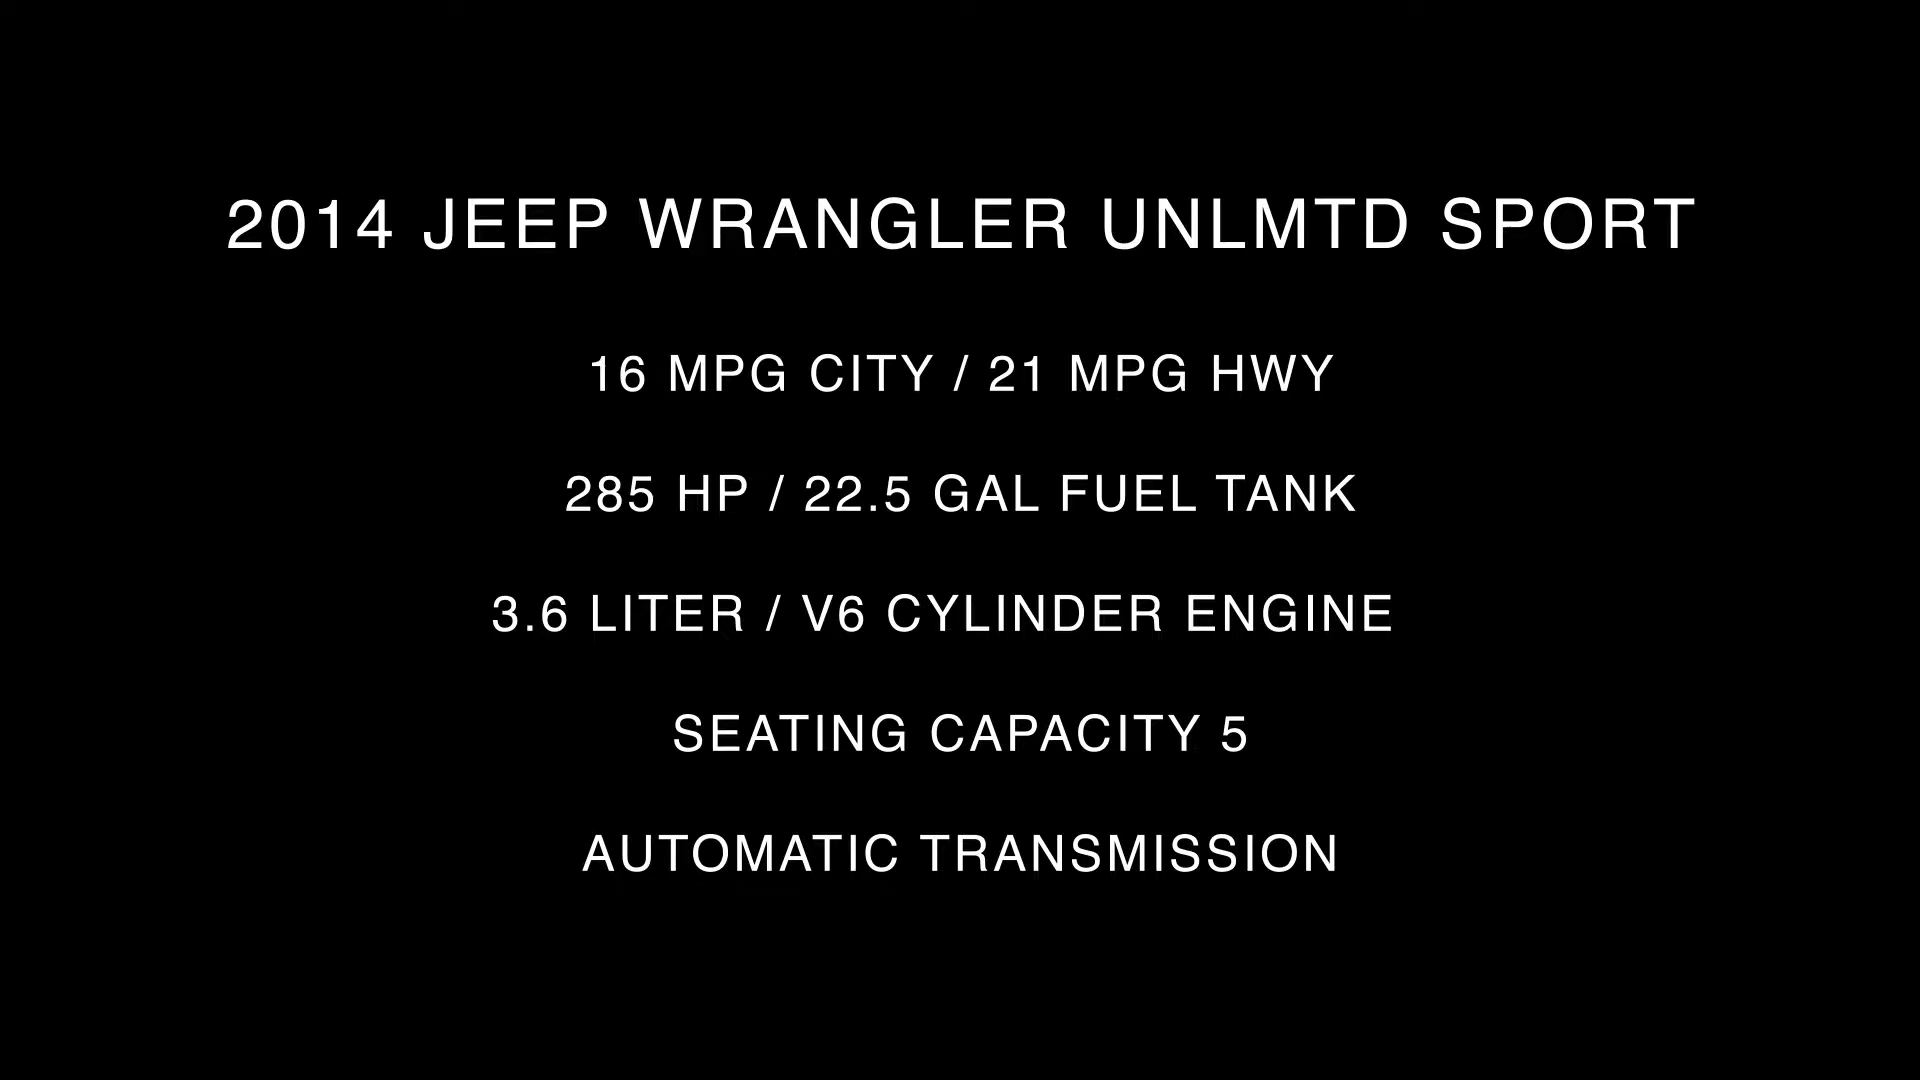 2014 JEEP WRANGLER UNLMTD SPORT
16 MPG CITY / 21 MPG HWY
285 HP / 22.5 GAL FUEL TANK
3.6 LITER / V6 CYLINDER ENGINE
SEATING CAPACITY 5
AUTOMATIC TRANSMISSION